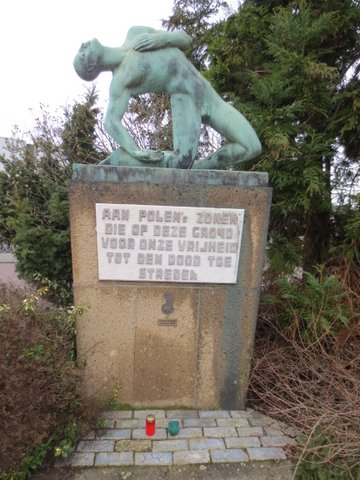 AAN POLEN's ZONEN
DIE OP DEZE GROND
VOOR ONZE VRIJHEID
TOT DEN DOOD TOE
STREDEN